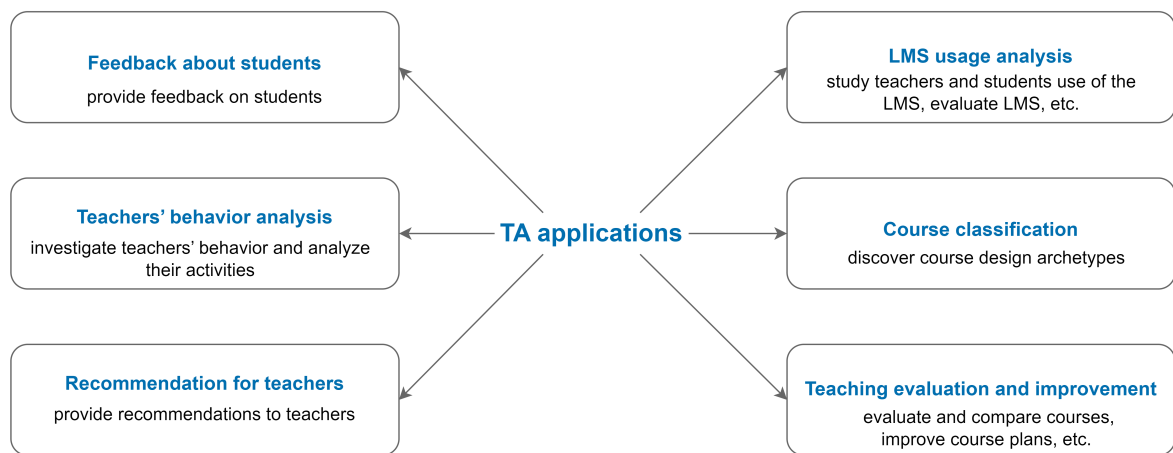 Feedback about students
provide feedback on students
Teachers’ behavior analysis
investigate teachers’ behavior and analyze
their activities
Recommendation for teachers
provide recommendations to teachers
TA applications
LMS usage analysis
study teachers and students use of the
LMS, evaluate LMS, etc.
Course classification
discover course design archetypes
Teaching evaluation and improvement
evaluate and compare courses,
improve course plans, etc.